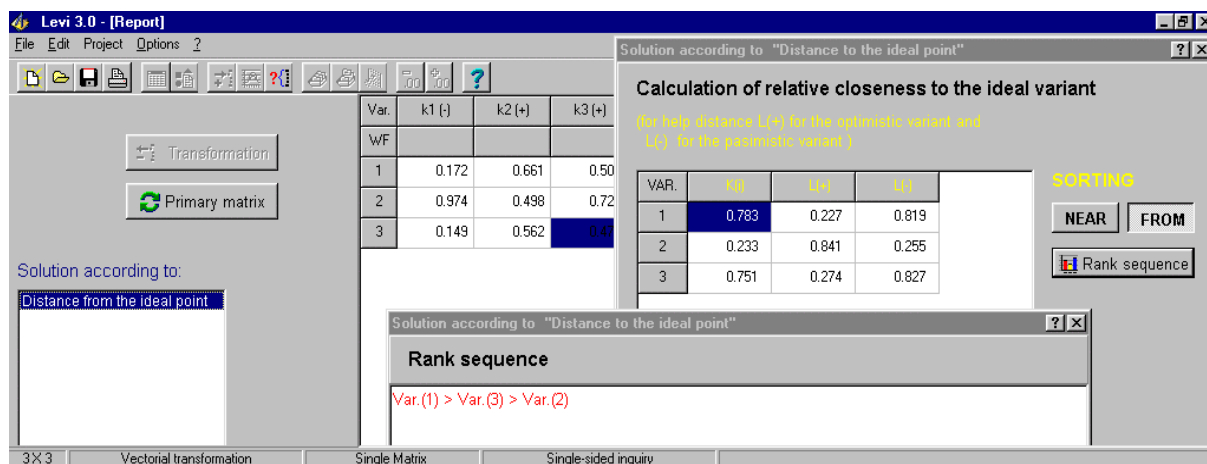 Levi 3.0 - [Report]
File Edit Project Options ?
Transformation
Primary matrix
Solution according to:
Distance from the ideal point
Var. k1 (-) k2 (+) k3 (+)
WF
1 0.172 0.661 0.50
2 0.974 0.498 0.72
3 0.149 0.562
Solution according to "Distance to the ideal point"
Calculation of relative closeness to the ideal variant
(for help distance L(+) for the optimistic variant and
L(-) for the pasimistic variant )
VAR. K(i) L(+) L(-)
1 0.783 0.227 0.819
2 0.233 0.841 0.255
3 0.751 0.274 0.827
SORTING
NEAR FROM
Rank sequence
Solution according to "Distance to the ideal point"
Rank sequence
Var.(1) > Var.(3) > Var.(2)
3X3 Vectorial transformation Single Matrix Single-sided inquiry